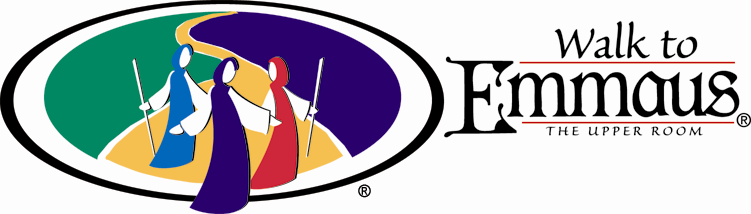 Walk to
Emmaus®
THE UPPER ROOM
®